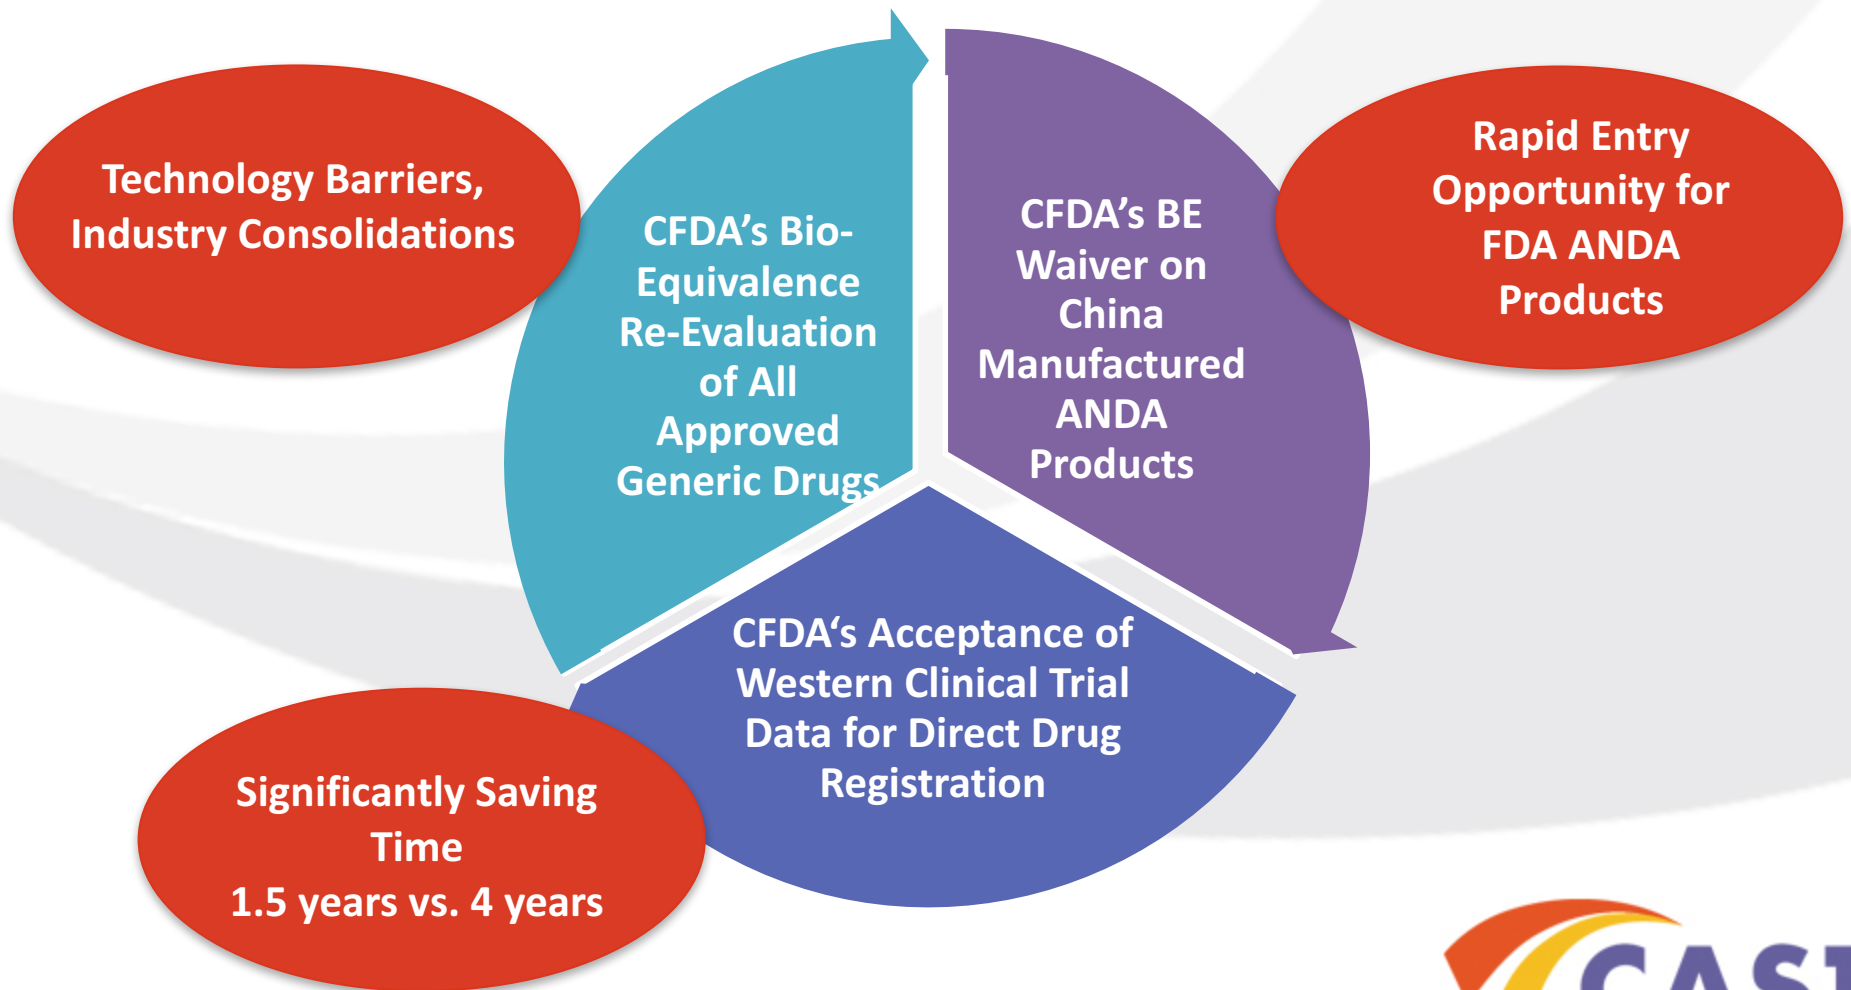 Technology Barriers,
Industry Consolidations
CFDA’s Bio-
Equivalence
Re-Evaluation
of All
Approved
Generic Drugs
CFDA’s BE
Waiver on
China
Manufactured
ANDA
Products
Rapid Entry
Opportunity for
FDA ANDA
Products
CFDA‘s Acceptance of
Western Clinical Trial
Data for Direct Drug
Registration
Significantly Saving
Time
1.5 years vs. 4 years
CASI